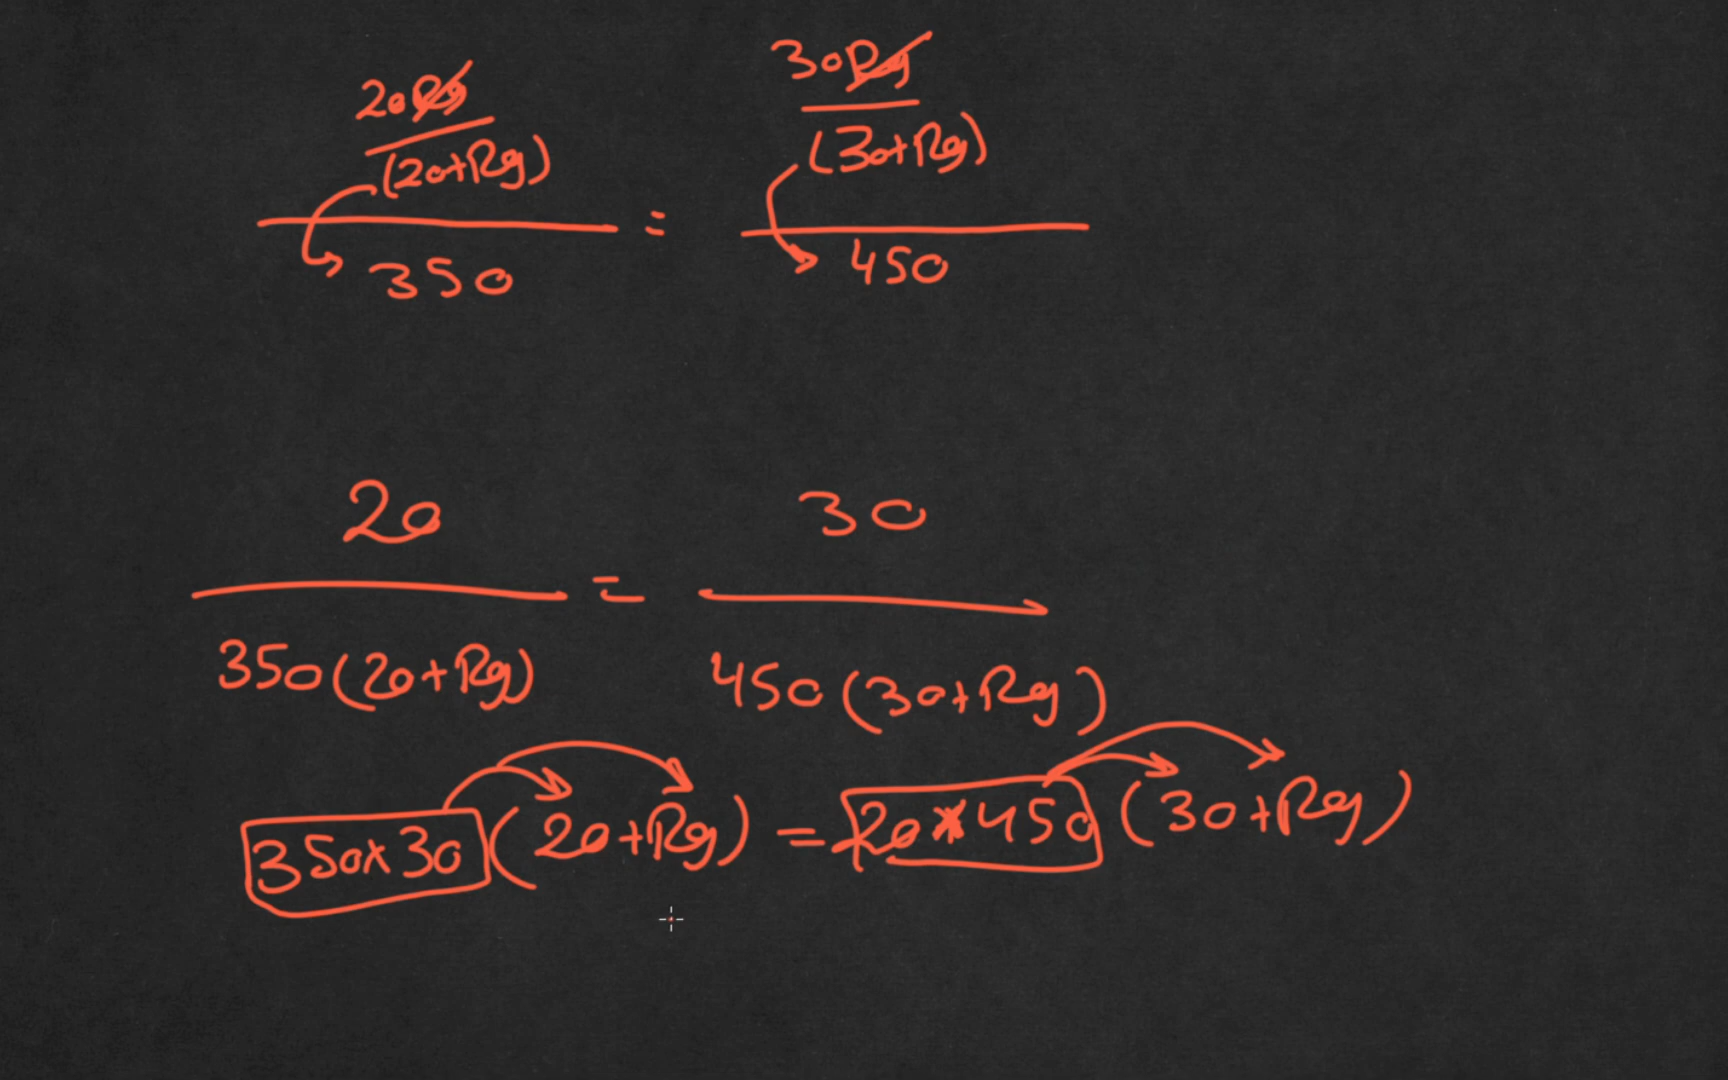 20Rg = 30Rg
(20+Rg) (30+Rg)
350 450
20 = 30
350(20+Rg) 450(30+Rg)
350x30(20+Rg) = 20*450(30+Rg)